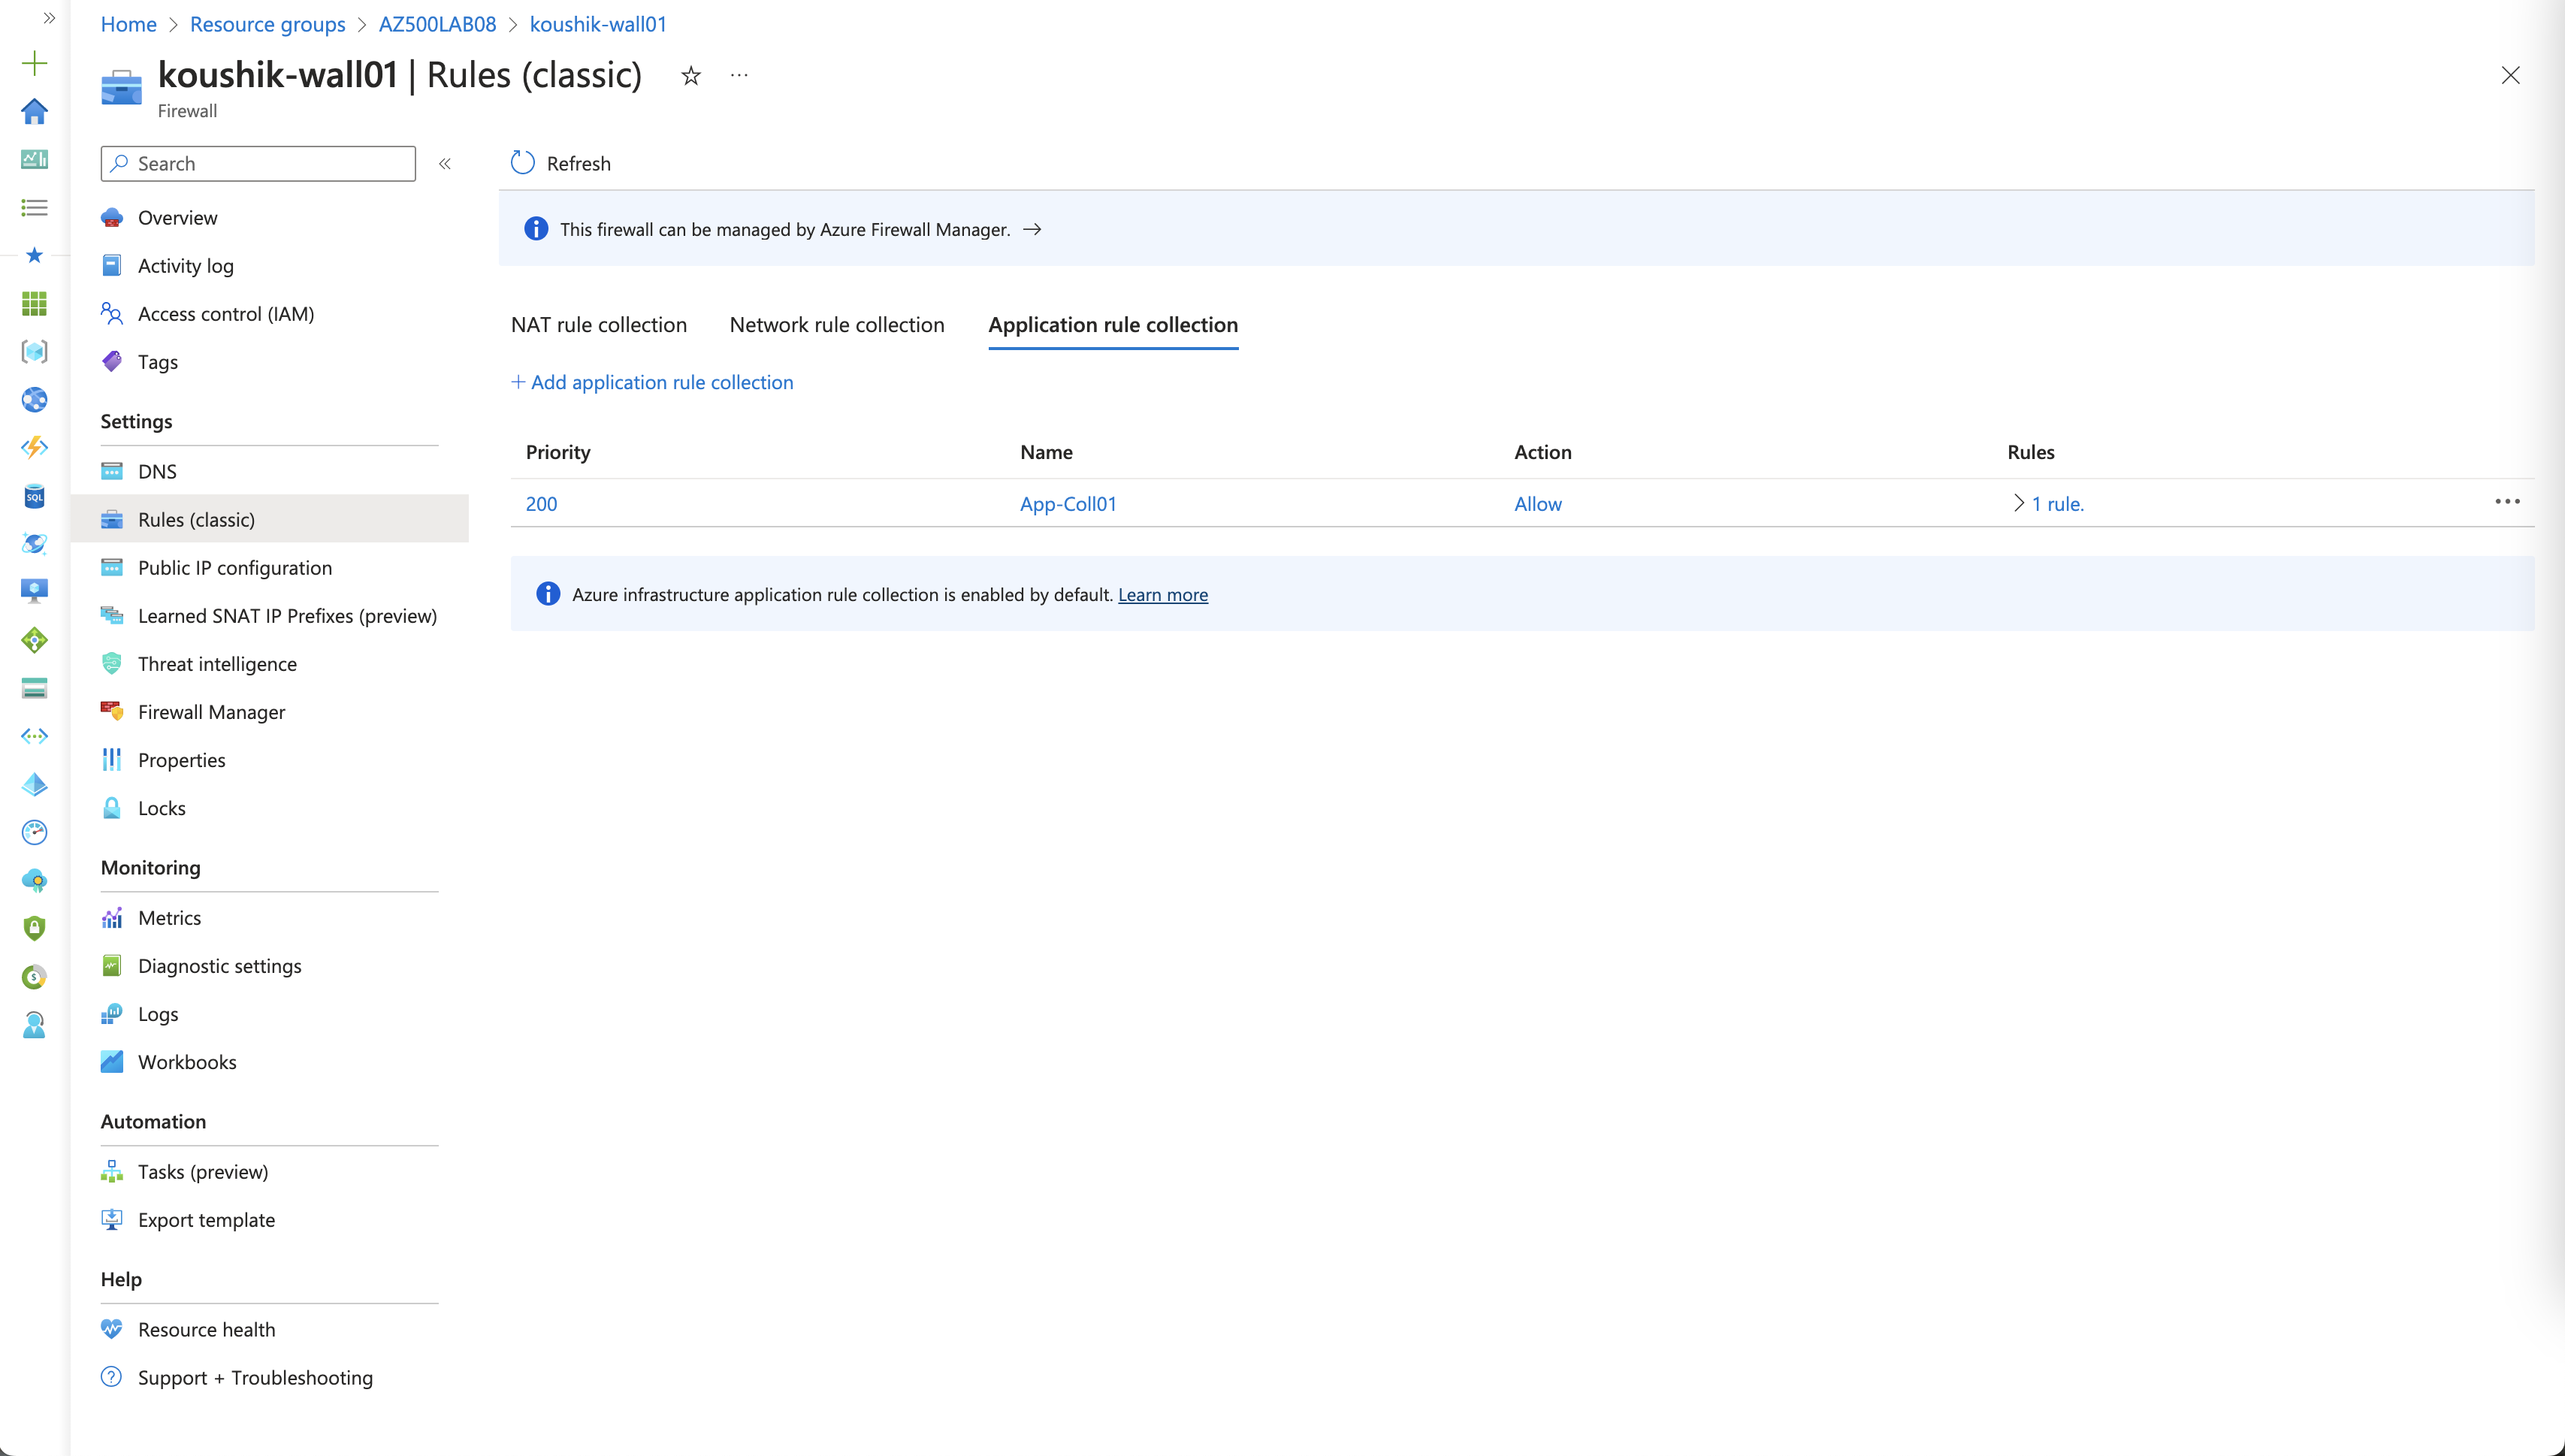 Home > Resource groups > AZ500LAB08 > koushik-wall01
koushik-wall01 | Rules (classic)
Firewall
Search
Overview
Activity log
Access control (IAM)
Tags
Settings
DNS
Rules (classic)
Public IP configuration
Learned SNAT IP Prefixes (preview)
Threat intelligence
Firewall Manager
Properties
Locks
Monitoring
Metrics
Diagnostic settings
Logs
Workbooks
Automation
Tasks (preview)
Export template
Help
Resource health
Support + Troubleshooting
Refresh
This firewall can be managed by Azure Firewall Manager. →
NAT rule collection Network rule collection Application rule collection
+ Add application rule collection
Priority Name Action Rules
200 App-Coll01 Allow > 1 rule.
Azure infrastructure application rule collection is enabled by default. Learn more
SQL